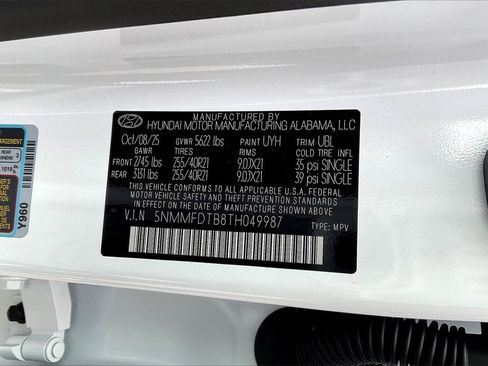 MANUFACTURED BY
HYUNDAI MOTOR MANUFACTURING ALABAMA, LLC
Oct/08/25 GVWR 5622 lbs PAINT UYH TRIM UBL
GAWR TIRE RIMS COLD TIRE INFL
FRONT 2745 lbs 255/40R21 9.0JX21 35 psi SINGLE
REAR 3131 lbs 255/40R21 9.0JX21 39 psi SINGLE
THIS VEHICLE CONFORMS TO ALL APPLICABLE U.S. FEDERAL MOTOR
VEHICLE SAFETY AND THEFT PREVENTION STANDARDS
IN EFFECT ON THE DATE OF MANUFACTURE SHOWN ABOVE.
V.I.N 5NMMFDTB8TH049987
TYPE: MPV
Y960
REAR